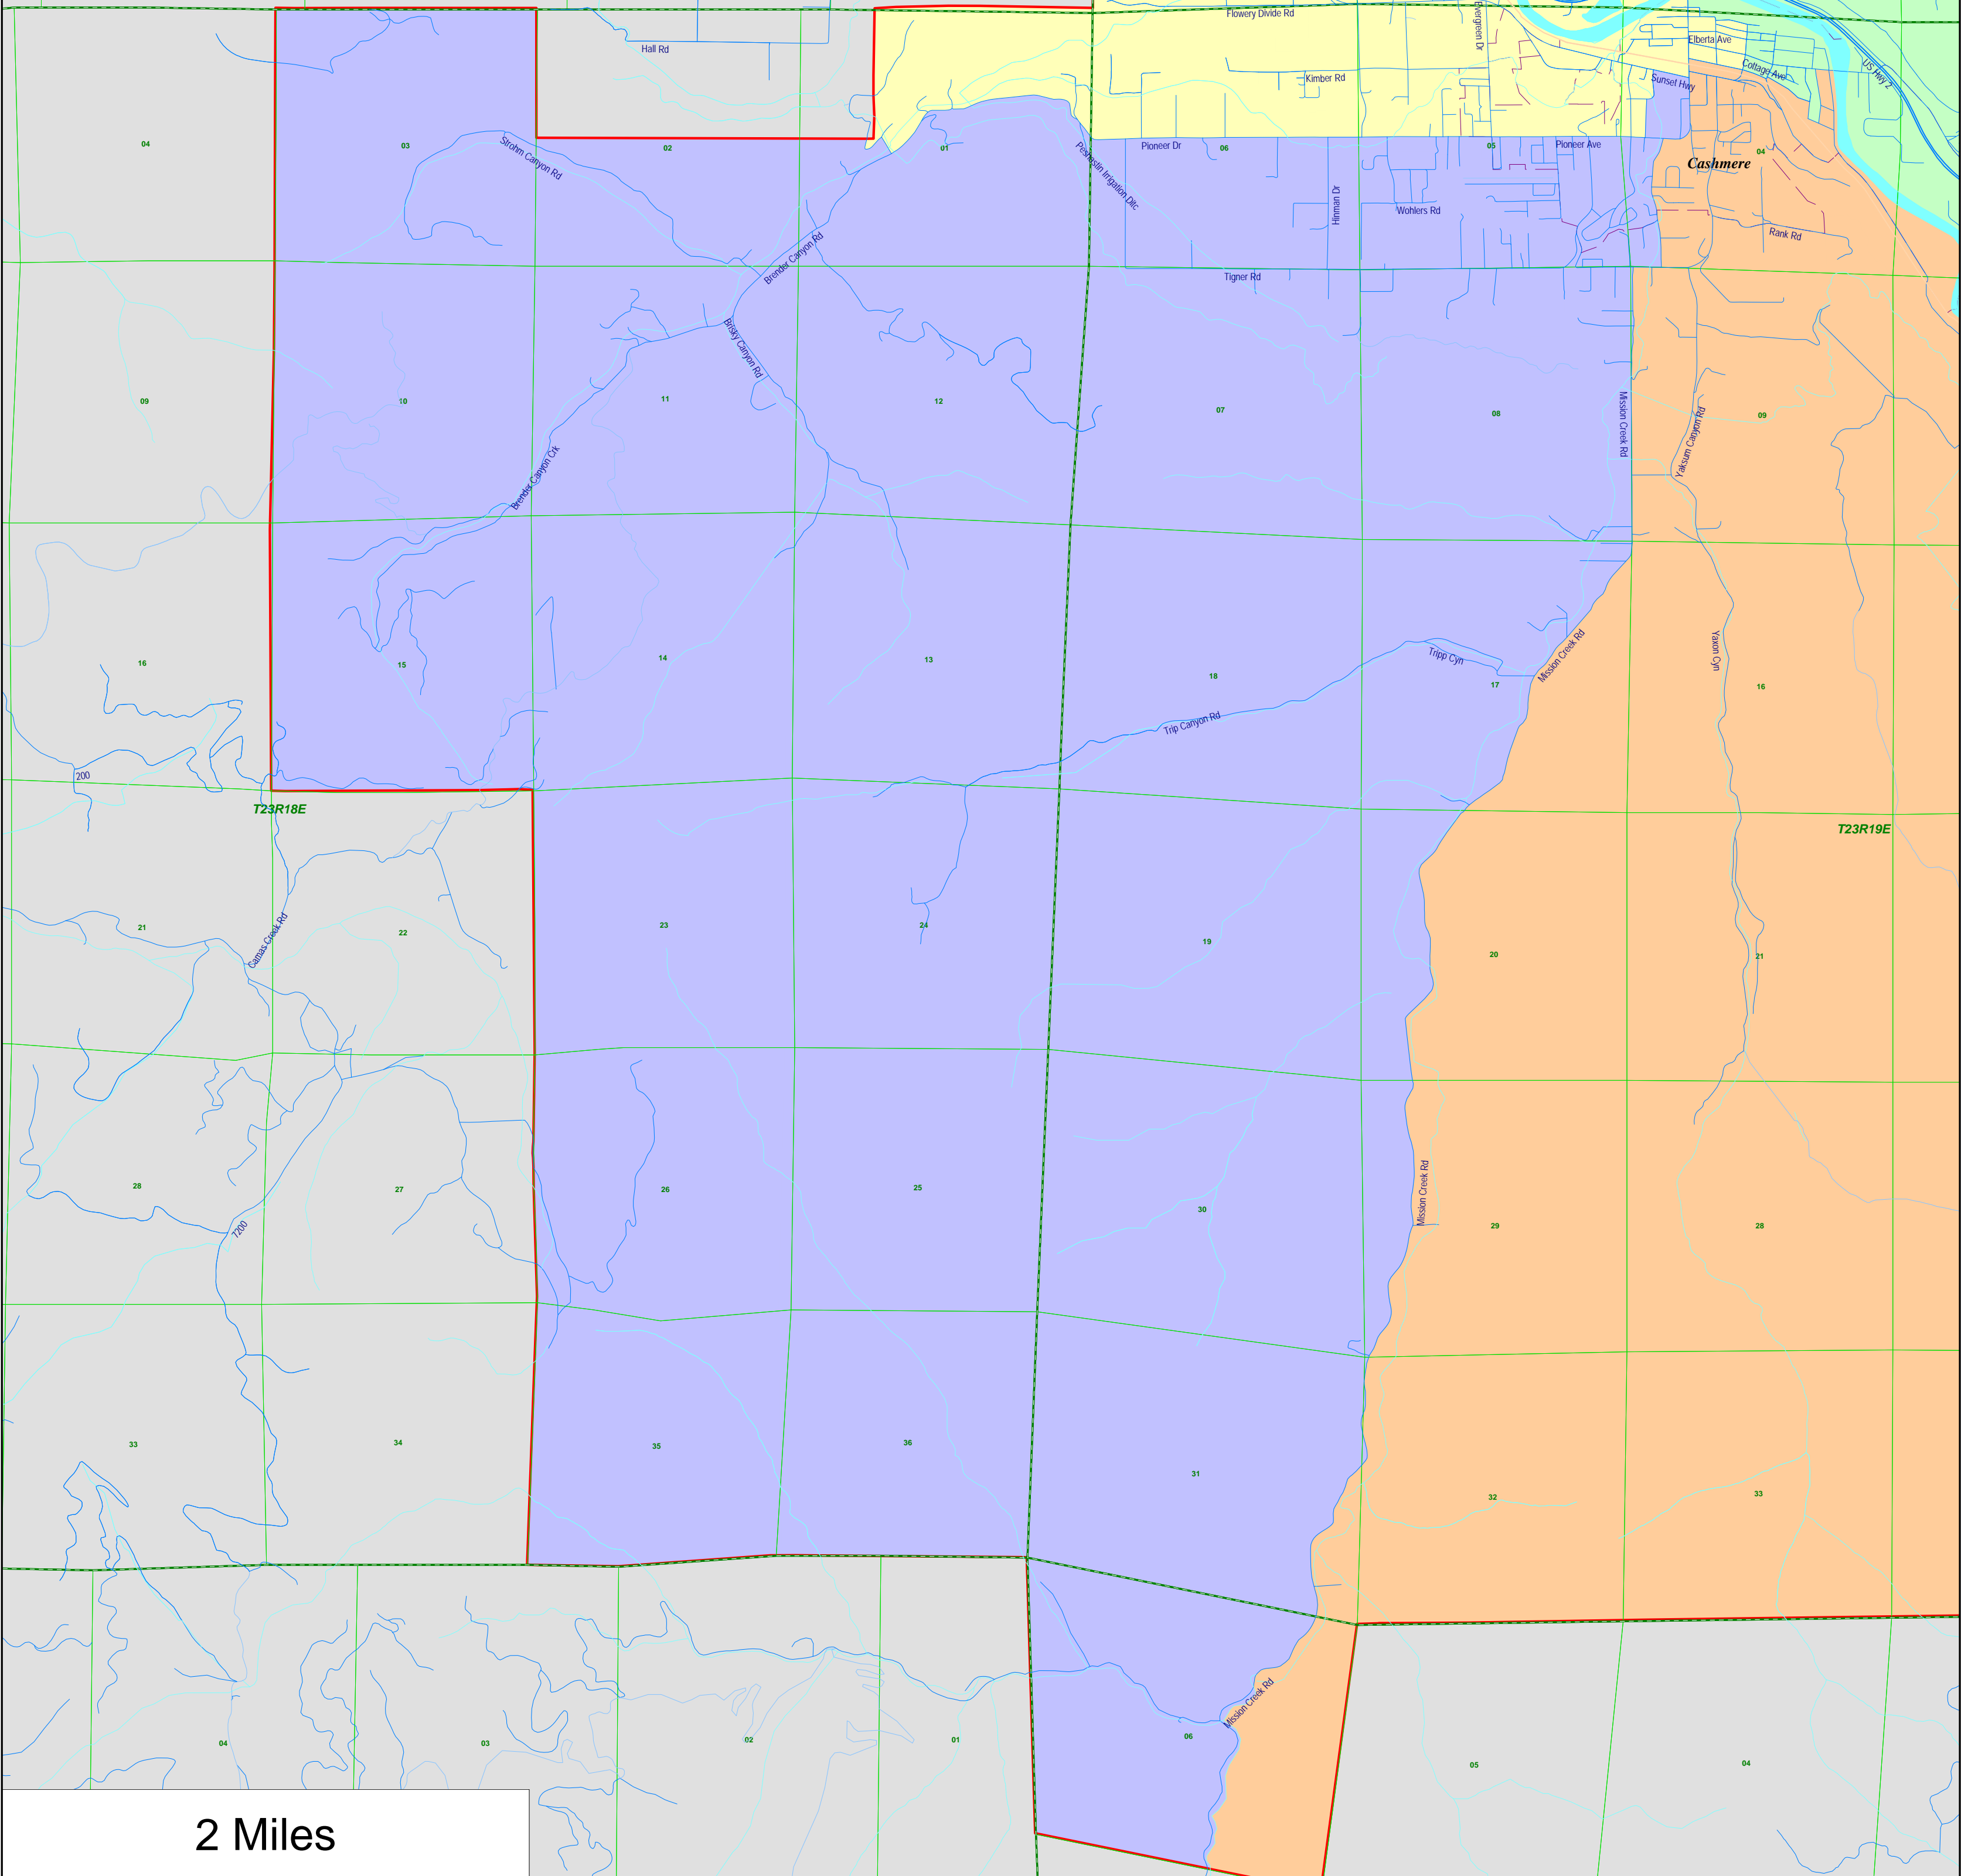 Flowery Divide Rd
Evergreen Dr
Elberta Ave
Hall Rd
Cottage Ave
US Hwy 2
Kimber Rd
Sunset Hwy
04
03
Strohm Canyon Rd
02
01
Peshastin Irrigation Ditc
Pioneer Dr
06
05
Pioneer Ave
Cashmere
04
Hinman Dr
Wohlers Rd
Rank Rd
Brender Canyon Rd
Tigner Rd
Brisky Canyon Rd
09
10
11
12
07
08
Mission Creek Rd
Yaksum Canyon Rd
09
Brender Canyon Crk
16
15
14
13
18
Tripp Cyn
17
Mission Creek Rd
Yaxon Cyn
16
Trip Canyon Rd
200
T23R18E
T23R19E
21
Camas Creek Rd
22
23
24
19
20
21
28
27
26
25
30
Mission Creek Rd
29
28
7200
33
34
35
36
31
32
33
Mission Creek Rd
04
03
02
01
06
05
04
2 Miles